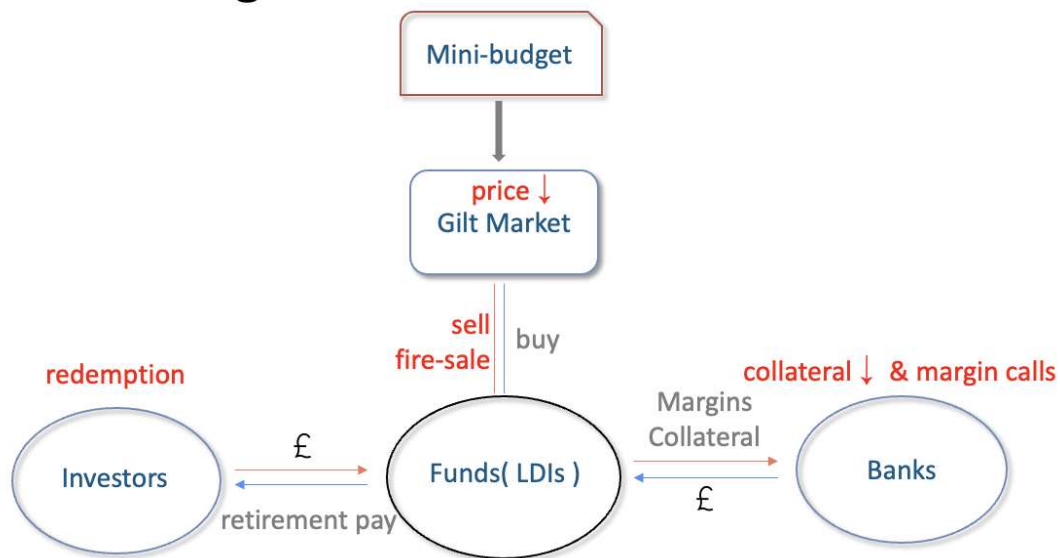 Mini-budget
price ↓
Gilt Market
sell
fire-sale
buy
redemption
collateral ↓ & margin calls
Margins
Collateral
£
Investors
Funds( LDIs )
Banks
£
retirement pay